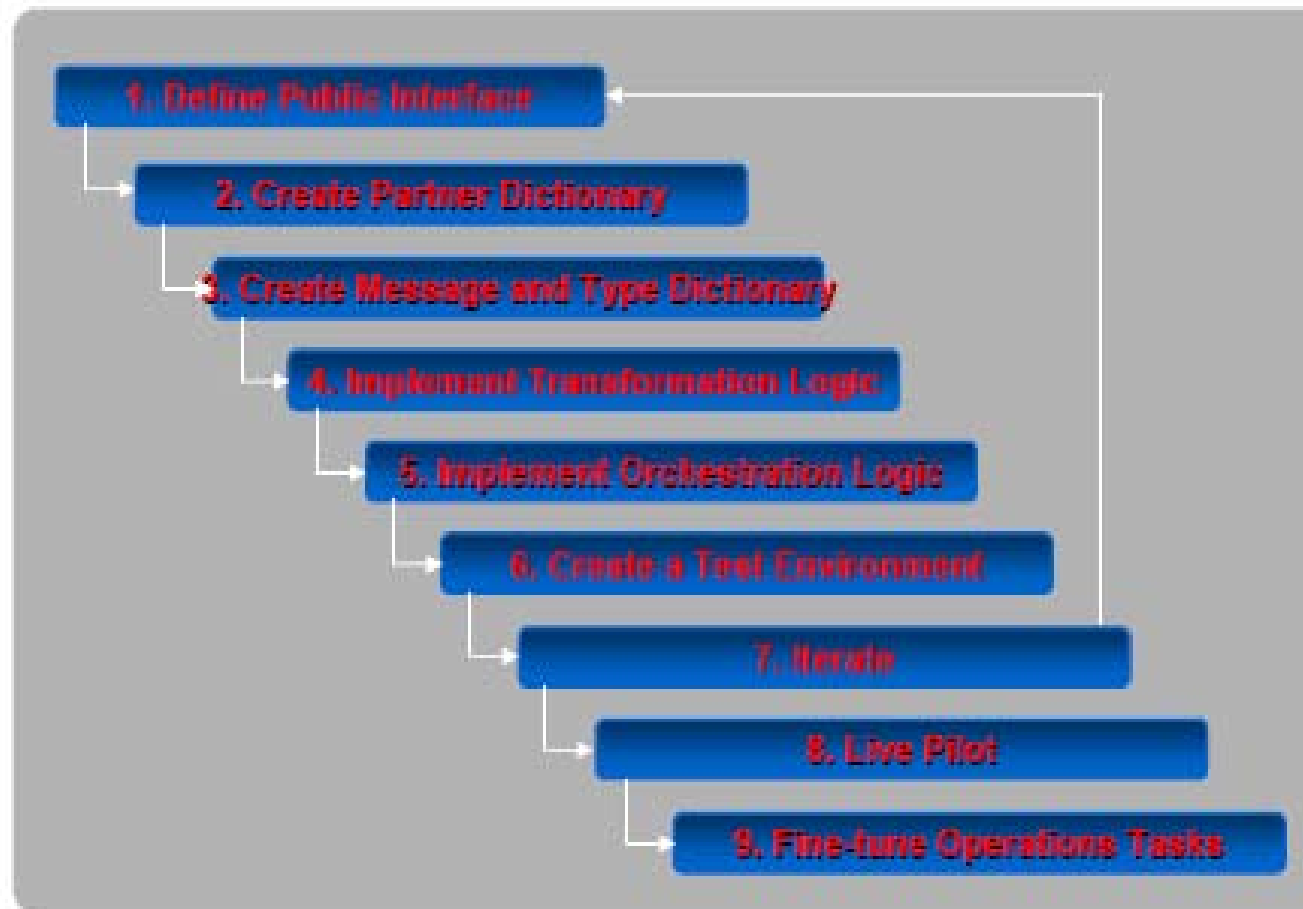 1. Define Public Interface
2. Create Partner Dictionary
3. Create Message and Type Dictionary
4. Implement Transformation Logic
5. Implement Orchestration Logic
6. Create a Test Environment
7. Iterate
8. Live Pilot
9. Fine-tune Operations Tasks